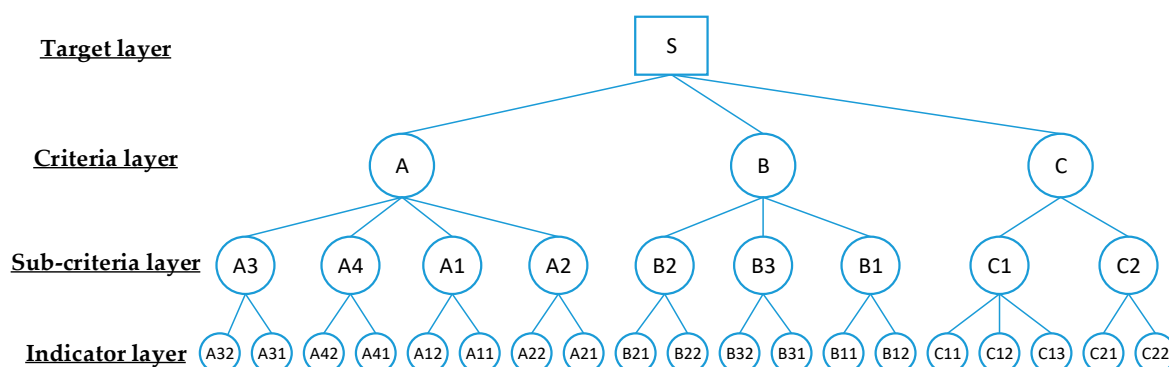 Target layer
S
Criteria layer
A
B
C
Sub-criteria layer
A3
A4
A1
A2
B2
B3
B1
C1
C2
Indicator layer
A32
A31
A42
A41
A12
A11
A22
A21
B21
B22
B32
B31
B11
B12
C11
C12
C13
C21
C22